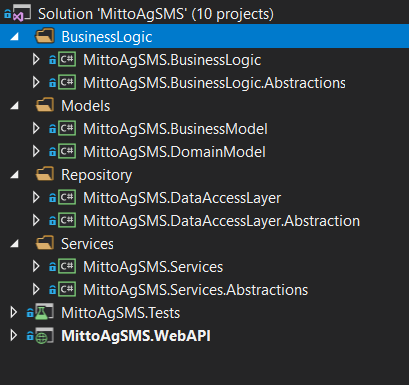 Solution 'MittoAgSMS' (10 projects)
BusinessLogic
C# MittoAgSMS.BusinessLogic
C# MittoAgSMS.BusinessLogic.Abstractions
Models
C# MittoAgSMS.BusinessModel
C# MittoAgSMS.DomainModel
Repository
C# MittoAgSMS.DataAccessLayer
C# MittoAgSMS.DataAccessLayer.Abstraction
Services
C# MittoAgSMS.Services
C# MittoAgSMS.Services.Abstractions
MittoAgSMS.Tests
MittoAgSMS.WebAPI